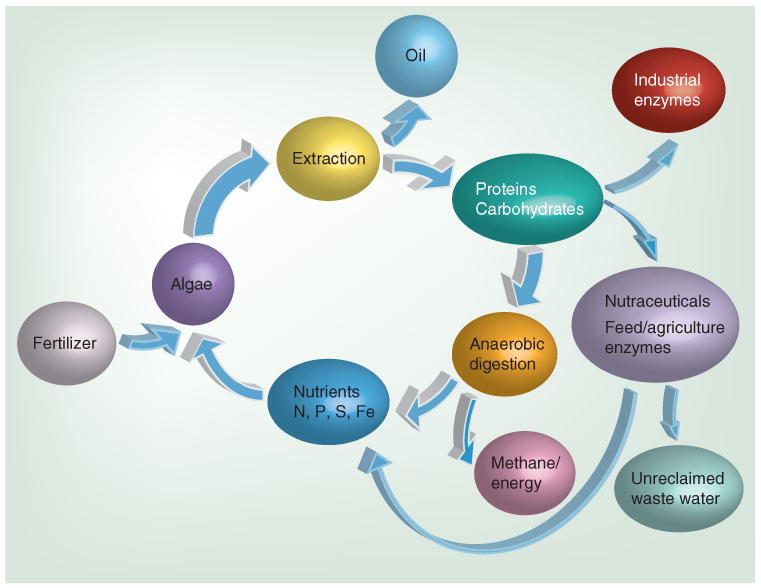 Oil
Industrial
enzymes
Extraction
Proteins
Carbohydrates
Algae
Nutraceuticals
Feed/agriculture
enzymes
Fertilizer
Anaerobic
digestion
Nutrients
N, P, S, Fe
Methane/
energy
Unreclaimed
waste water